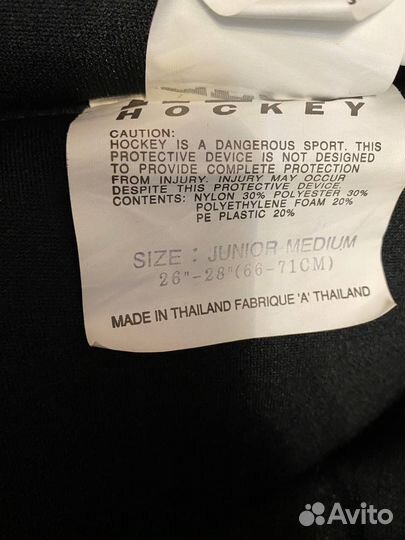 HOCKEY
CAUTION:
HOCKEY IS A DANGEROUS SPORT. THIS
PROTECTIVE DEVICE IS NOT DESIGNED
TO PROVIDE COMPLETE PROTECTION
FROM INJURY. INJURY MAY OCCUR
DESPITE THIS PROTECTIVE DEVICE.
CONTENTS: NYLON 30% POLYESTER 30%
POLYETHYLENE FOAM 20%
PE PLASTIC 20%
SIZE : JUNIOR MEDIUM
26"-28"(66-71CM)
MADE IN THAILAND FABRIQUE 'A' THAILAND
Avito